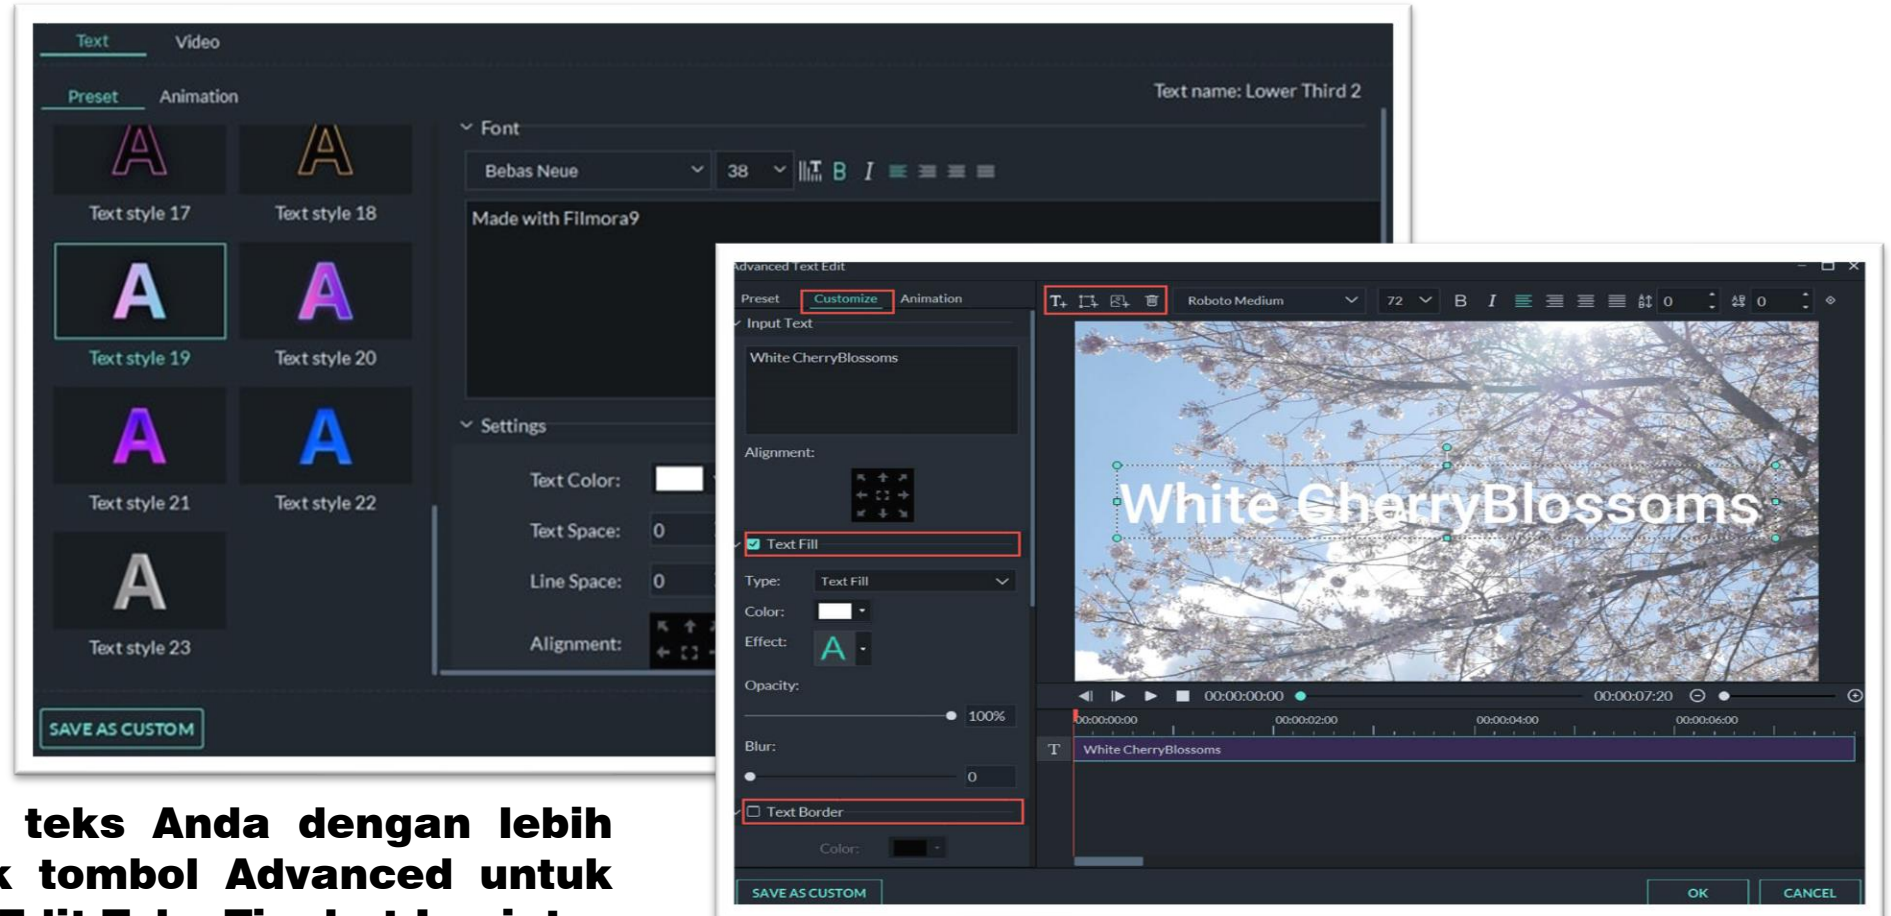 Text Video
Preset Animation
Text name: Lower Third 2
Text style 17 Text style 18
Text style 19 Text style 20
Text style 21 Text style 22
Text style 23
SAVE AS CUSTOM
Font
Bebas Neue 38 B I
Made with Filmora9
Settings
Text Color:
Text Space: 0
Line Space: 0
Alignment:
Advanced Text Edit
Preset Customize Animation
Input Text
White CherryBlossoms
Alignment:
Text Fill
Type: Text Fill
Color:
Effect: A
Opacity:
100%
Blur:
0
Text Border
Color:
SAVE AS CUSTOM
Roboto Medium 72 B I 0 0
White CherryBlossoms
00:00:00:00 00:00:07:20
00:00:00:00 00:00:02:00 00:00:04:00 00:00:06:00
T White CherryBlossoms
OK CANCEL
teks Anda dengan lebih
k tombol Advanced untuk